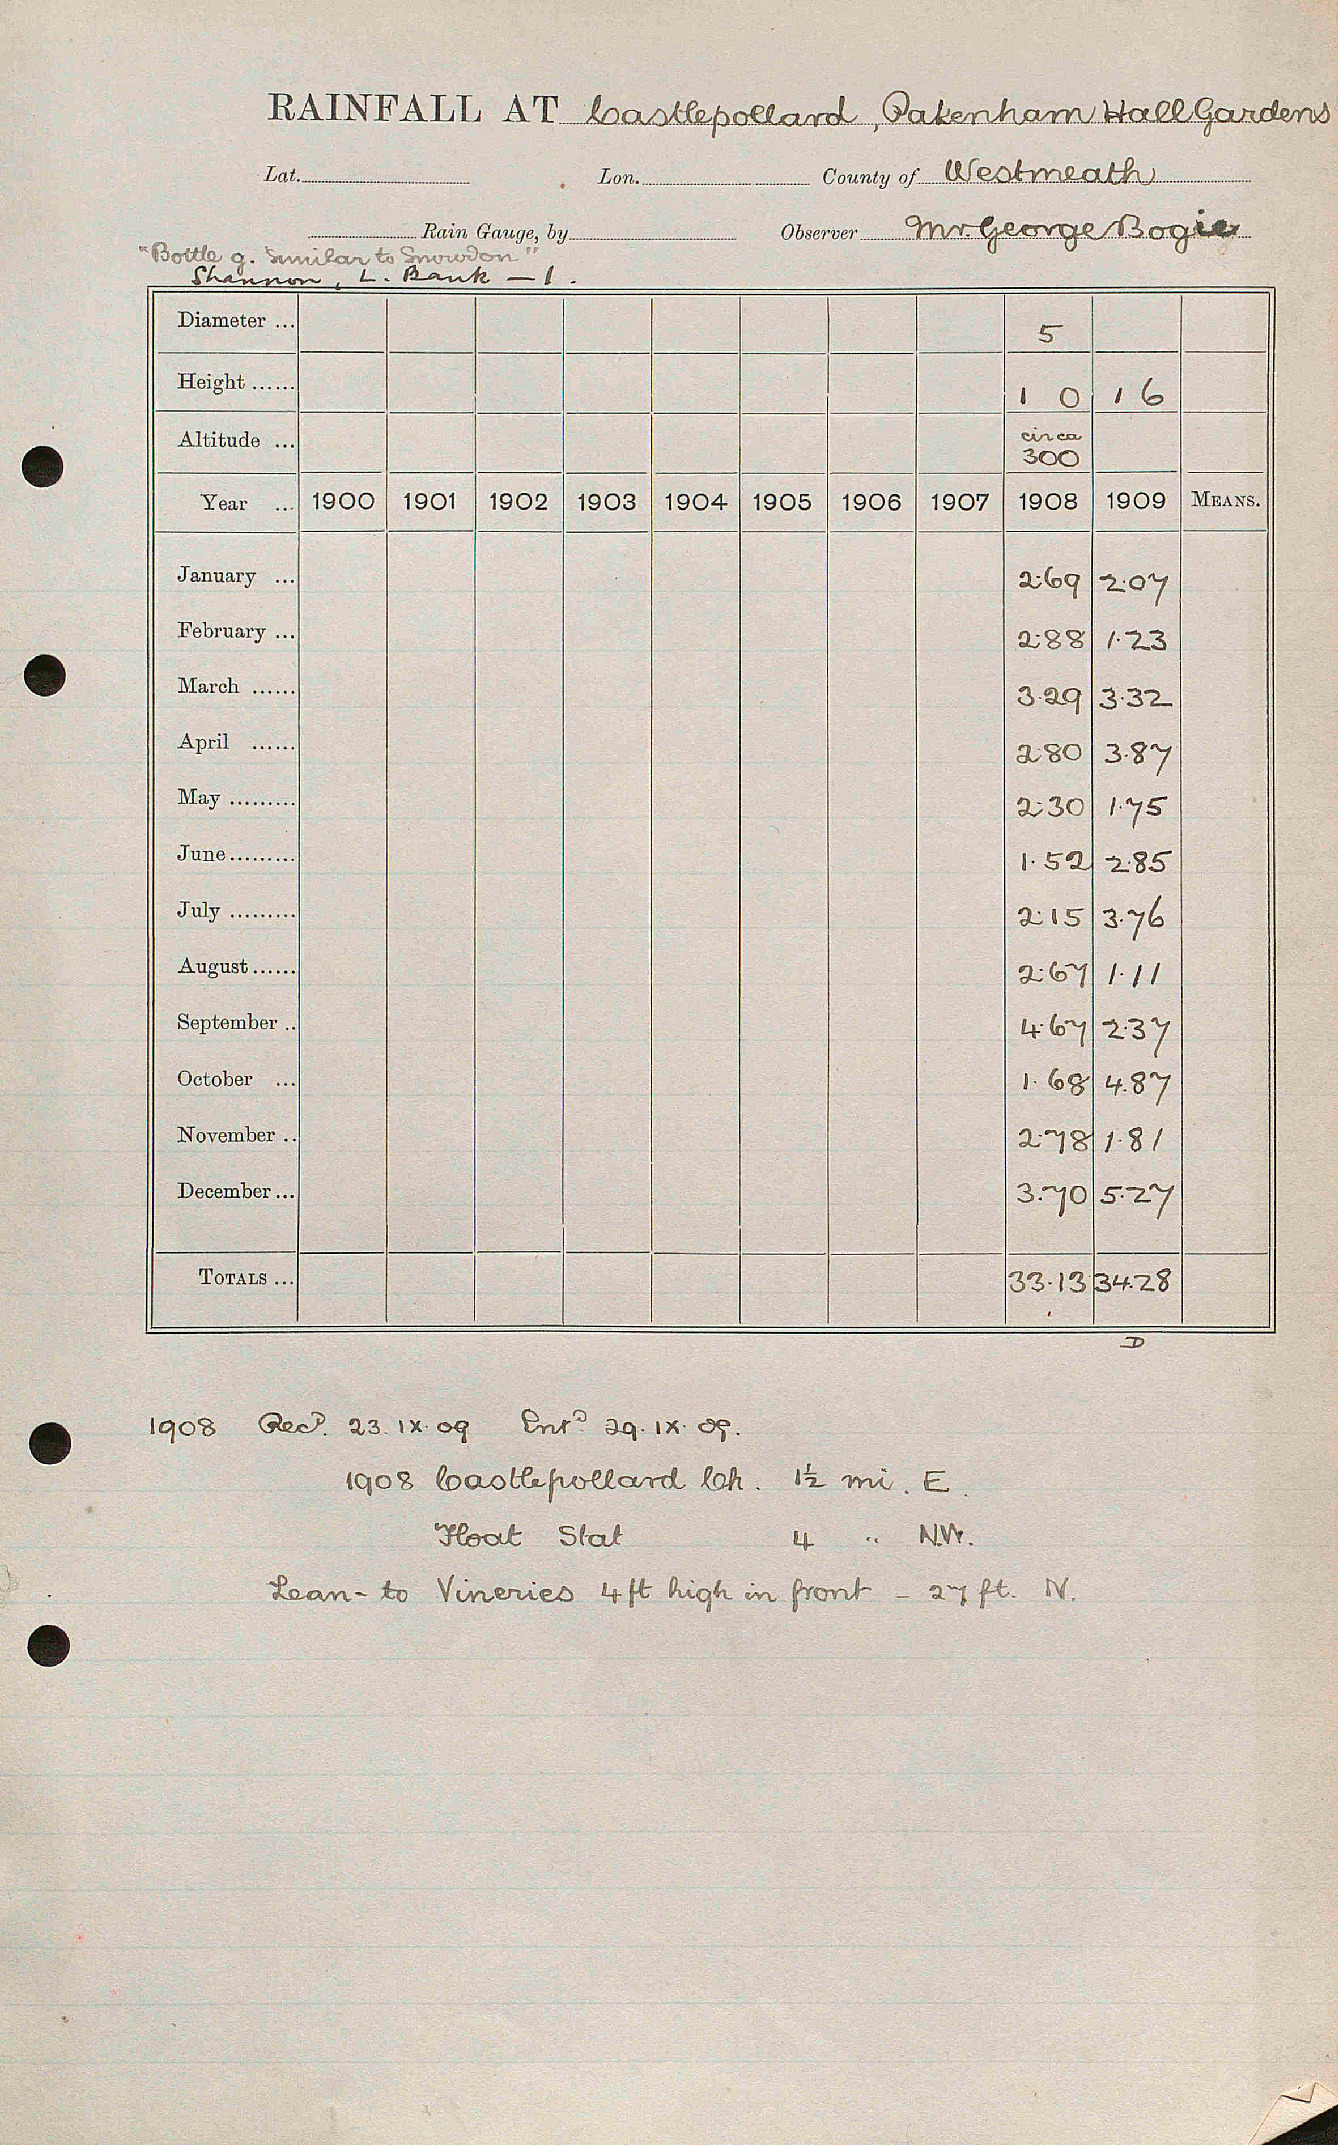 RAINFALL AT Castlepollard, Pakenham Hall Gardens
Lat. Lon. County of Westmeath
Rain Gauge, by Observer Mr. George Bogie
"Bottle g. Similar to Snowdon"
Shannon, L. Bank — 1.
Diameter ... 5
Height ...... 1 0 1 6
Altitude ... circa 300
Year ... 1900 1901 1902 1903 1904 1905 1906 1907 1908 1909 MEANS.
January ... 2.69 2.07
February ... 2.88 1.23
March ...... 3.29 3.32
April ...... 2.80 3.87
May ......... 2.30 1.75
June......... 1.52 2.85
July ......... 2.15 3.76
August...... 2.67 1.11
September .. 4.67 2.37
October ... 1.68 4.87
November .. 2.78 1.81
December ... 3.70 5.27
TOTALS ... 33.13 34.28
D
1908 Recd. 23.IX.09 Entd. 29.IX.09.
1908 Castlepollard Ch. 1½ mi. E.
Float Stat 4 " N.W.
Lean-to Vineries 4ft high in front — 27 ft. N.